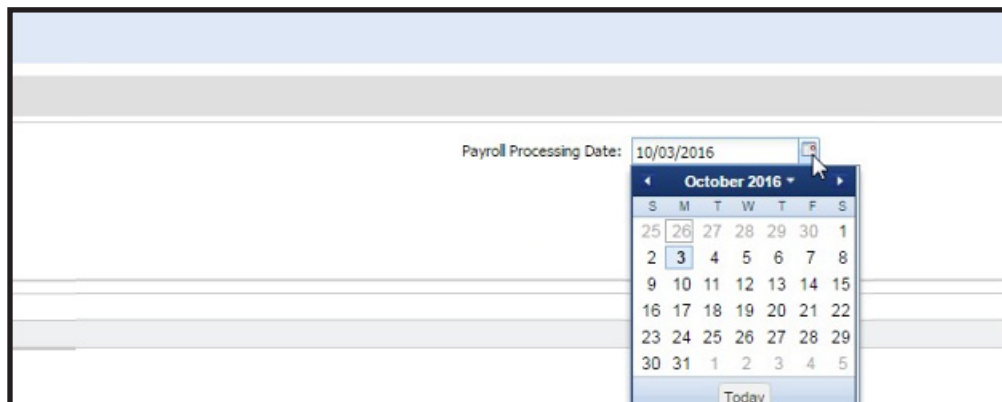 Payroll Processing Date: 10/03/2016
October 2016
S M T W T F S
25 26 27 28 29 30 1
2 3 4 5 6 7 8
9 10 11 12 13 14 15
16 17 18 19 20 21 22
23 24 25 26 27 28 29
30 31 1 2 3 4 5
Today